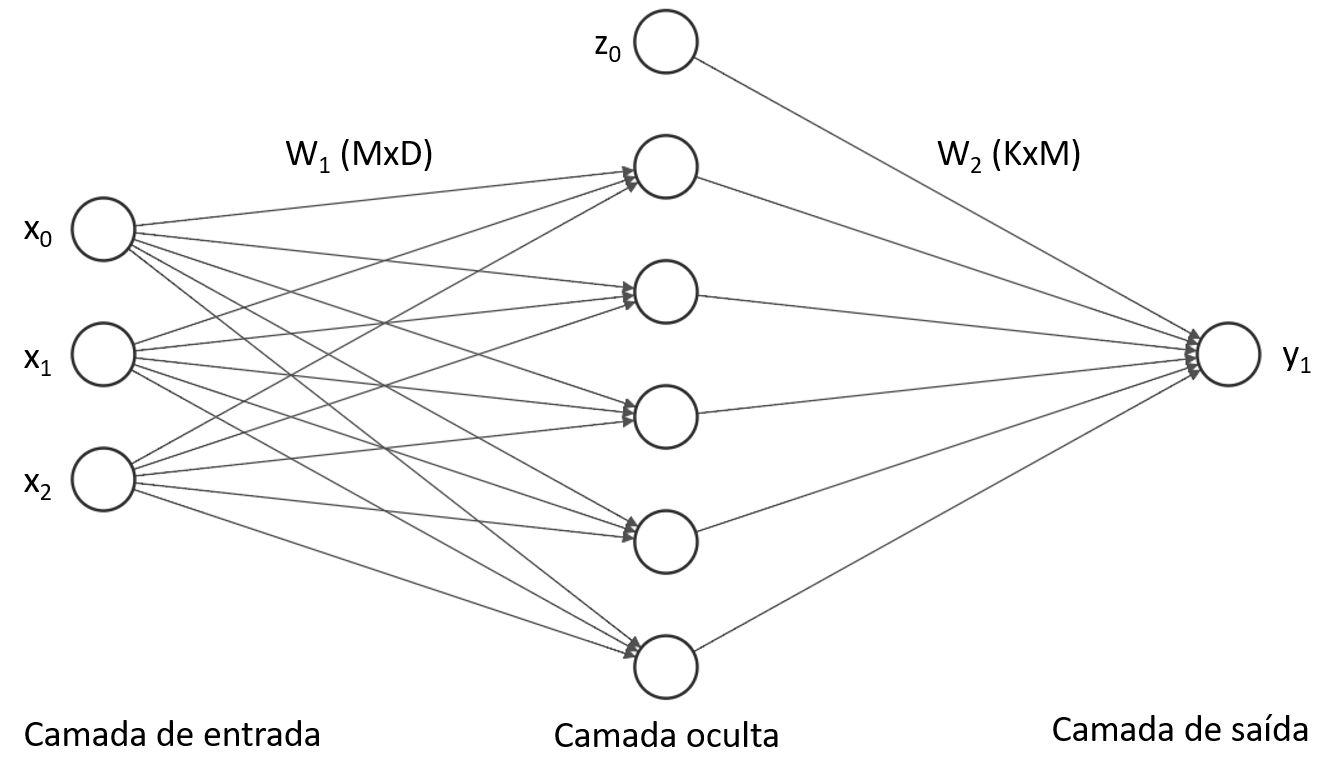 z₀
W₁ (MxD)
W₂ (KxM)
x₀
x₁
y₁
x₂
Camada de entrada
Camada oculta
Camada de saída